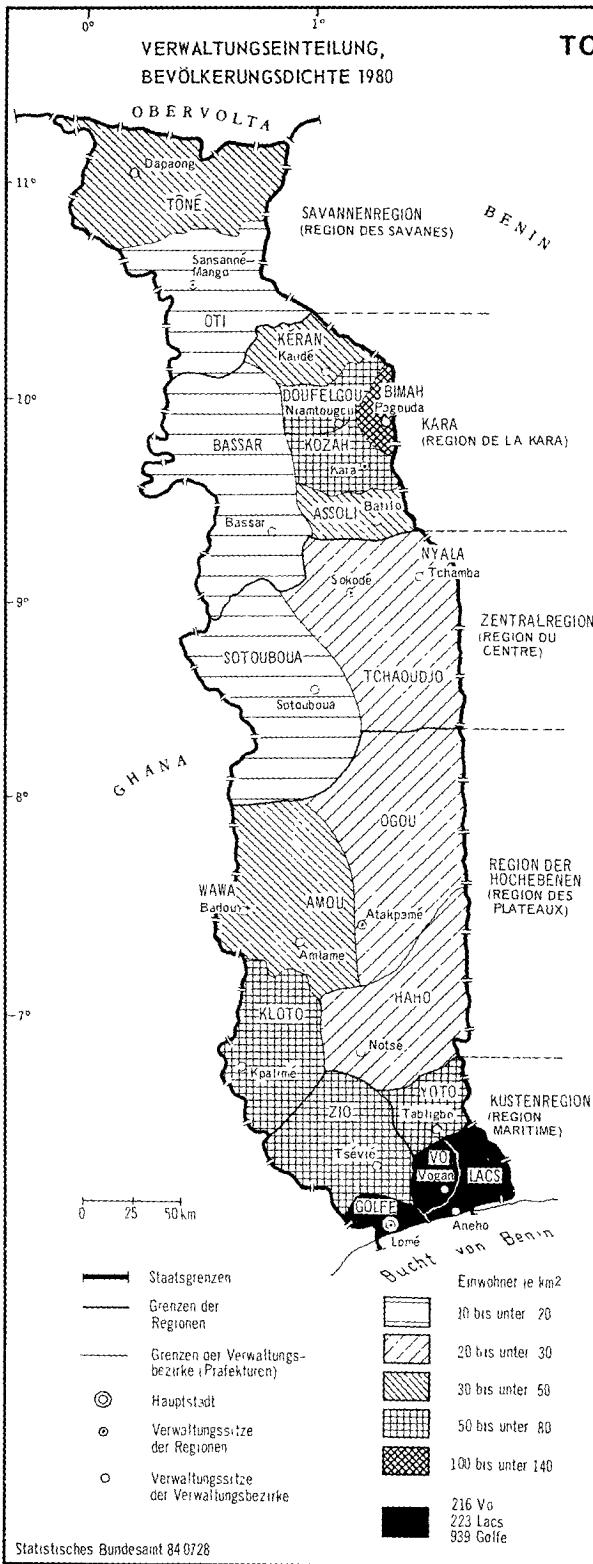 0°
1°
VERWALTUNGSEINTEILUNG,
BEVÖLKERUNGSDICHTE 1980
TO
OBERVOLTA
11°
Dapaong
TÔNÉ
SAVANNENREGION
(REGION DES SAVANES)
BENIN
Sansanné-
Mango
OTI
KÉRAN
Kandé
10°
DOUFELGOU
Niamtougou
BIMAH
Pagouda
KARA
(REGION DE LA KARA)
BASSAR
KOZAH
Kara
ASSOLI
Bafilo
Bassar
NYALA
Tchamba
Sokodé
9°
ZENTRALREGION
(REGION DU
CENTRE)
SOTOUBOUA
TCHAOUDJO
Sotouboua
GHANA
8°
OGOU
REGION DER
HOCHEBENEN
(REGION DES
PLATEAUX)
WAWA
Badou
AMOU
Atakpamé
Amlame
7°
KLOTO
HAHO
Notsé
Kpalimé
YOTO
Tabligbo
KUSTENREGION
(REGION
MARITIME)
ZIO
Tsévié
VO
Vogan
LACS
GOLFE
Lomé
Aneho
0 25 50 km
Bucht von Benin
Staatsgrenzen
Grenzen der
Regionen
Grenzen der Verwaltungs-
bezirke (Präfekturen)
Hauptstadt
Verwaltungssitze
der Regionen
Verwaltungssitze
der Verwaltungsbezirke
Einwohner je km2
10 bis unter 20
20 bis unter 30
30 bis unter 50
50 bis unter 80
100 bis unter 140
216 Vo
223 Lacs
939 Golfe
Statistisches Bundesamt 84 0728